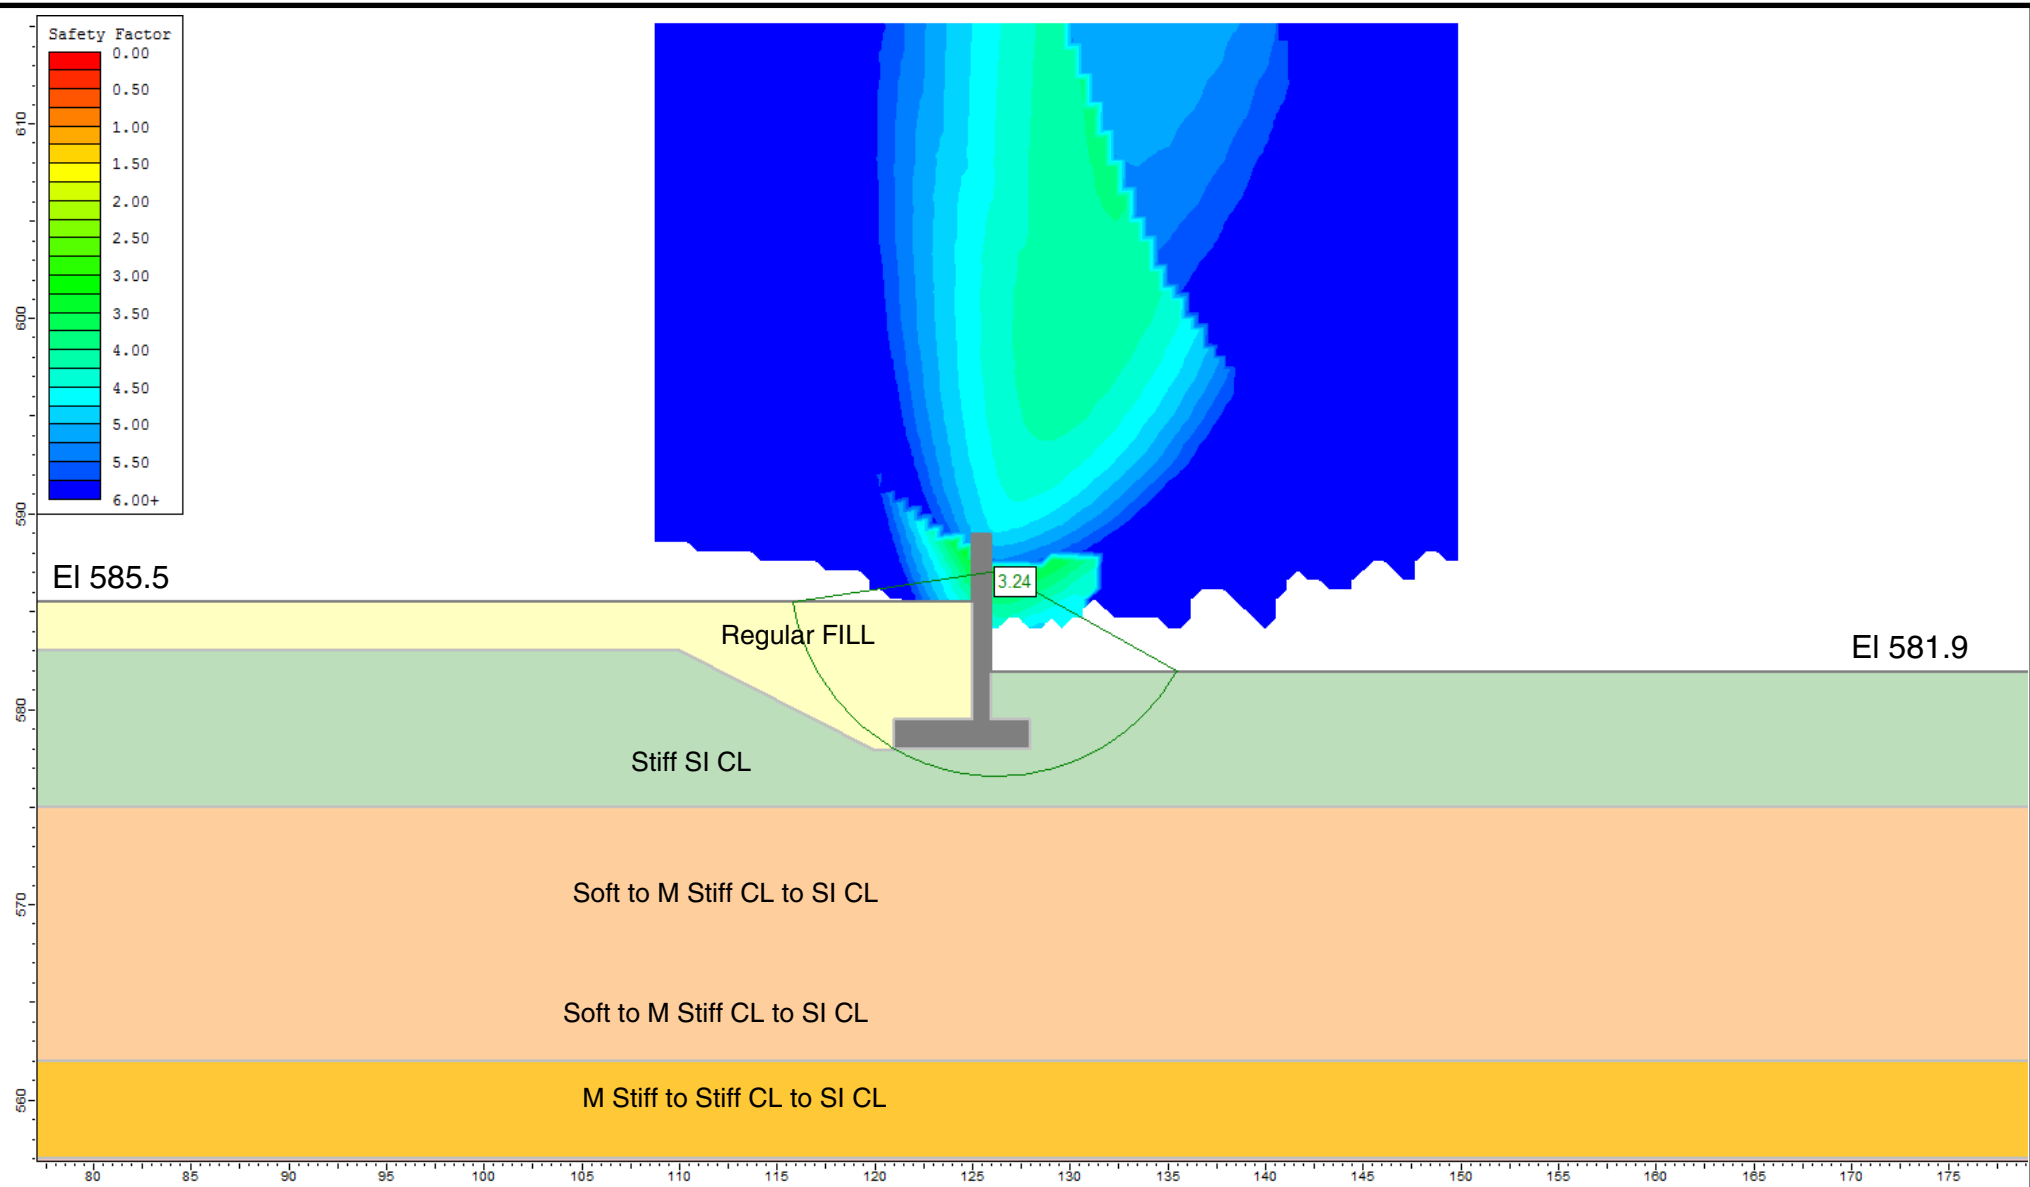 Safety Factor
0.00
0.50
1.00
1.50
2.00
2.50
3.00
3.50
4.00
4.50
5.00
5.50
6.00+
610
600
590
580
570
560
El 585.5
3.24
Regular FILL
El 581.9
Stiff SI CL
Soft to M Stiff CL to SI CL
Soft to M Stiff CL to SI CL
M Stiff to Stiff CL to SI CL
80 85 90 95 100 105 110 115 120 125 130 135 140 145 150 155 160 165 170 175